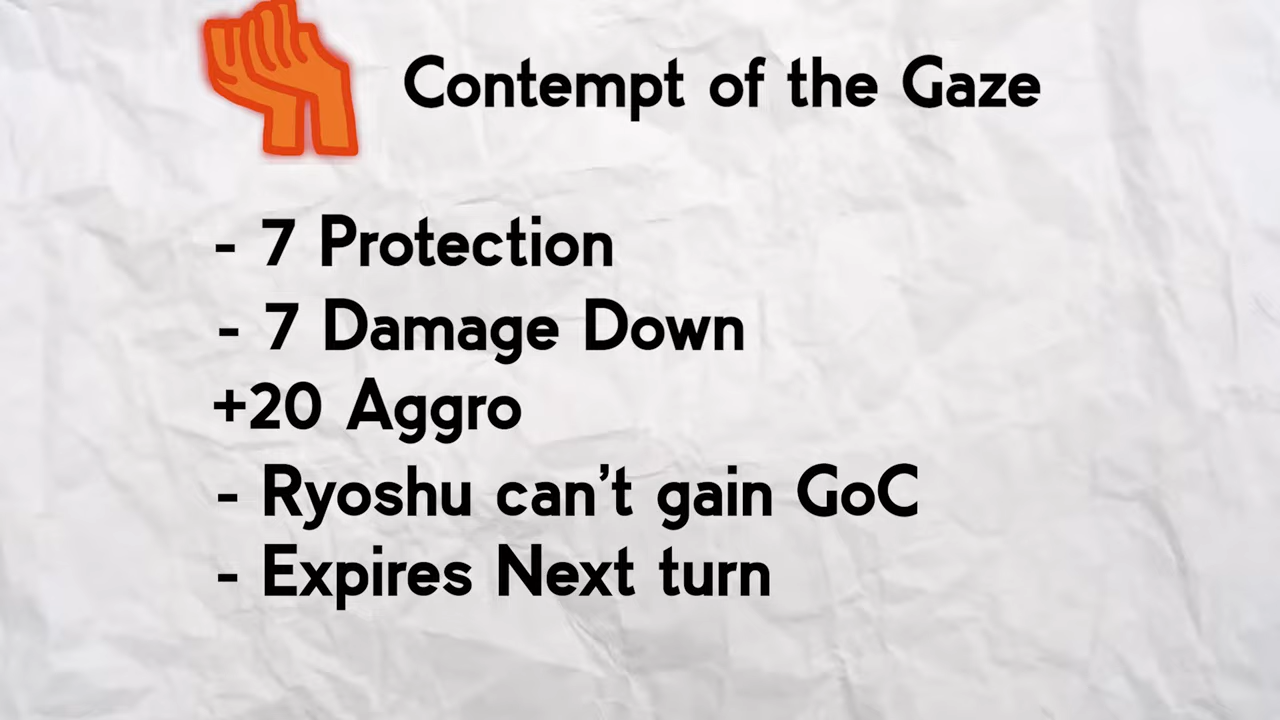 Contempt of the Gaze
- 7 Protection
- 7 Damage Down
+20 Aggro
- Ryoshu can't gain GoC
- Expires Next turn